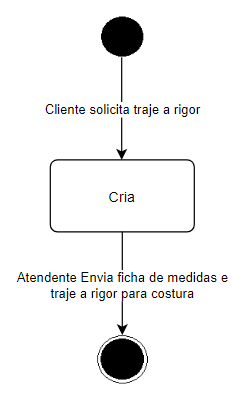 Cliente solicita traje a rigor
Cria
Atendente Envia ficha de medidas e
traje a rigor para costura